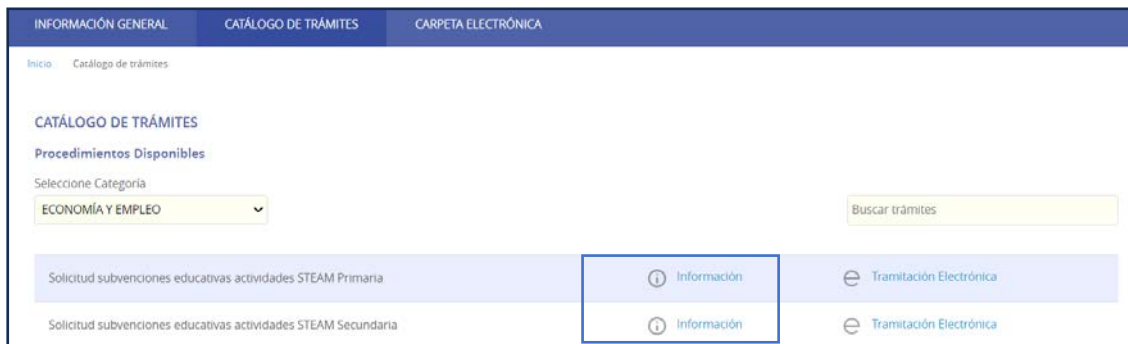 INFORMACIÓN GENERAL CATÁLOGO DE TRÁMITES CARPETA ELECTRÓNICA
Inicio Catálogo de trámites
CATÁLOGO DE TRÁMITES
Procedimientos Disponibles
Seleccione Categoría
ECONOMÍA Y EMPLEO Buscar trámites
Solicitud subvenciones educativas actividades STEAM Primaria Información Tramitación Electrónica
Solicitud subvenciones educativas actividades STEAM Secundaria Información Tramitación Electrónica